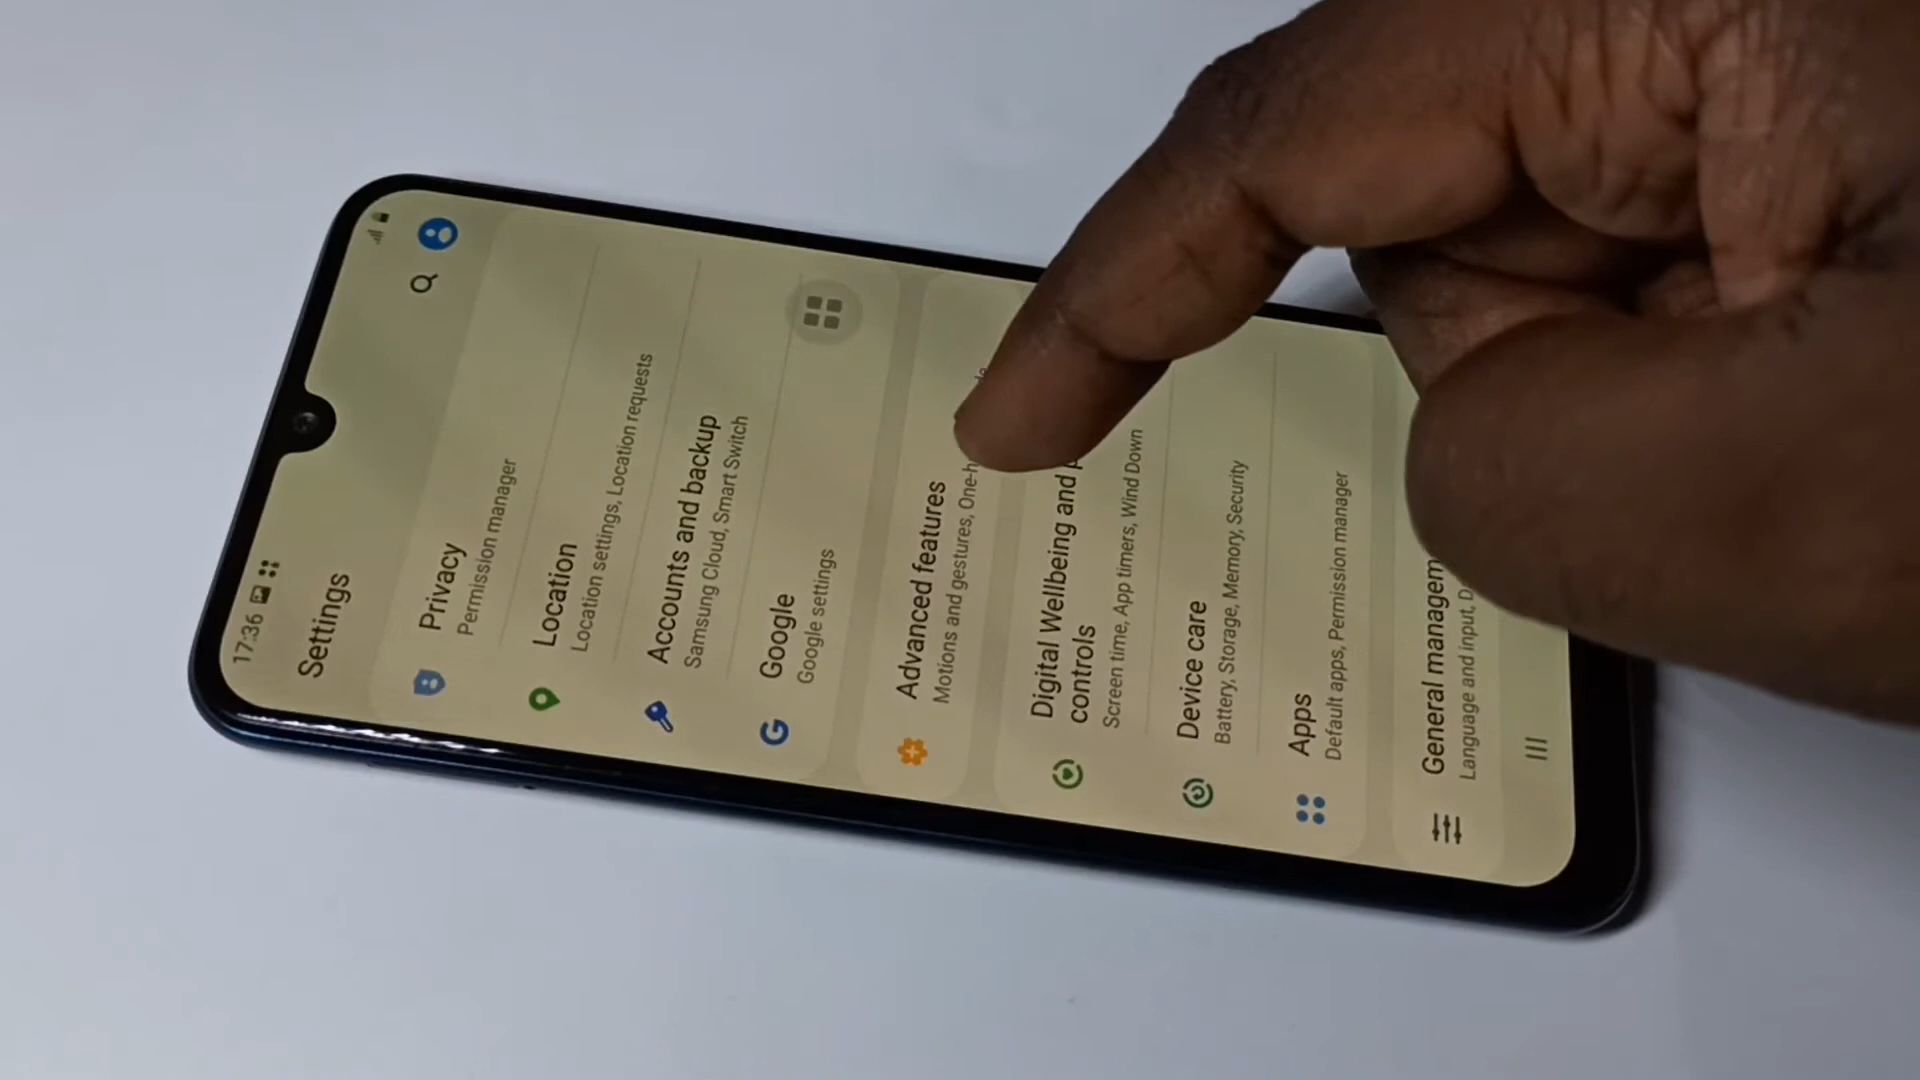 17:36
Settings
Privacy
Permission manager
Location
Location settings, Location requests
Accounts and backup
Samsung Cloud, Smart Switch
Google
Google settings
Advanced features
Motions and gestures,
Digital Wellbeing and
controls
Screen time, App timers, Wind Down
Device care
Battery, Storage, Memory, Security
Apps
Default apps, Permission manager
General managem
Language and input,